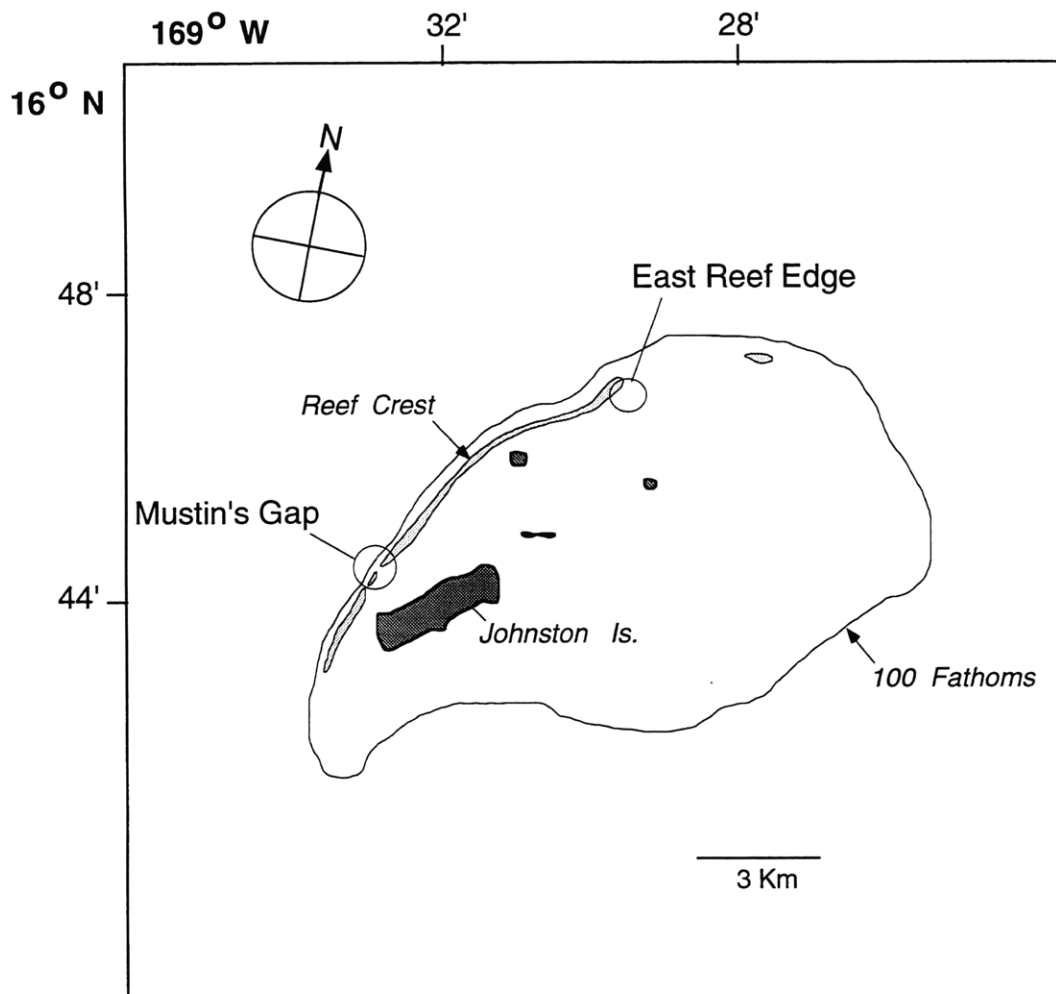 169° W
32'
28'
16° N
N
48'
East Reef Edge
Reef Crest
Mustin's Gap
44'
Johnston Is.
100 Fathoms
3 Km